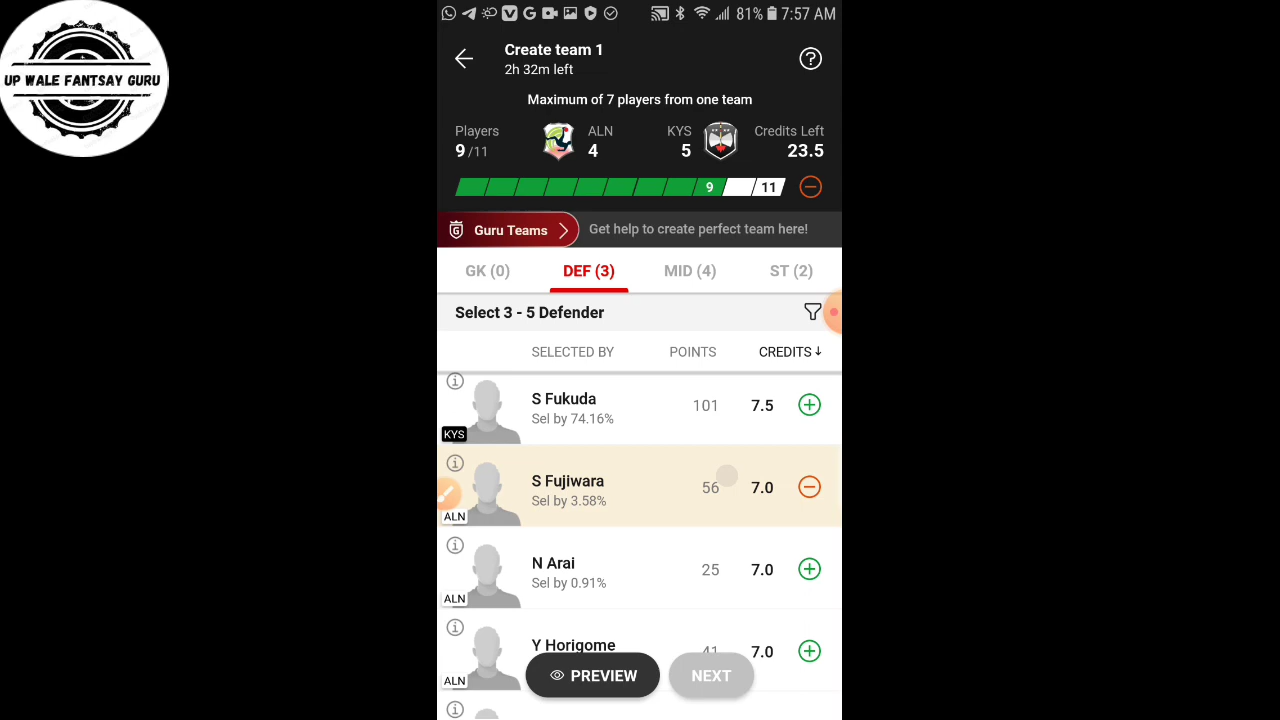 UP WALE FANTSAY GURU
81% 7:57 AM
Create team 1
2h 32m left
Maximum of 7 players from one team
Players
9/11
ALN
4
KYS
5
Credits Left
23.5
9
11
Guru Teams
Get help to create perfect team here!
GK (0) DEF (3) MID (4) ST (2)
Select 3 - 5 Defender
SELECTED BY POINTS CREDITS↓
S Fukuda
Sel by 74.16%
101 7.5
KYS
S Fujiwara
Sel by 3.58%
56 7.0
ALN
N Arai
Sel by 0.91%
25 7.0
ALN
Y Horigome
41 7.0
ALN
PREVIEW
NEXT